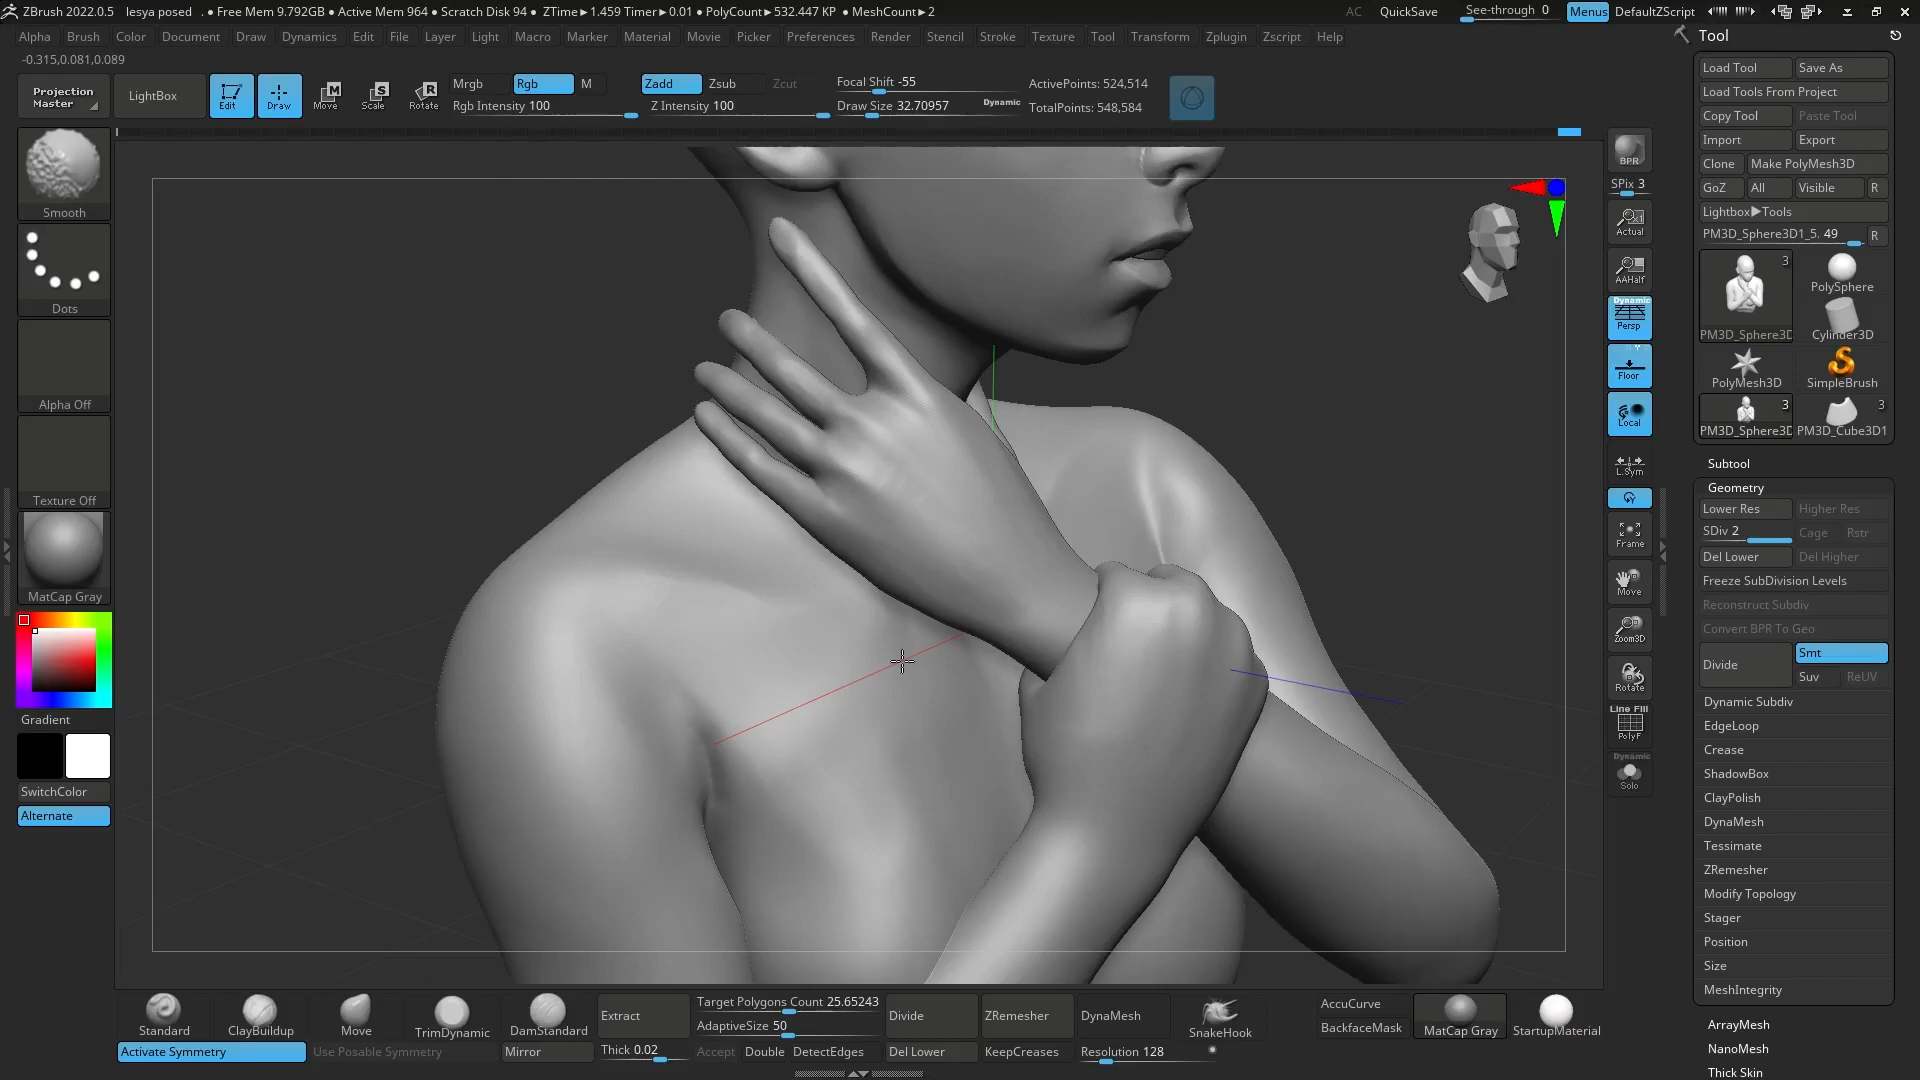 ZBrush 2022.0.5 lesya posed . ● Free Mem 9.792GB ● Active Mem 964 ● Scratch Disk 94 ● ZTime►1.459 Timer►0.01 ● PolyCount►532.447 KP ● MeshCount►2 AC QuickSave See-through 0 Menus DefaultZScript
Alpha Brush Color Document Draw Dynamics Edit File Layer Light Macro Marker Material Movie Picker Preferences Render Stencil Stroke Texture Tool Transform Zplugin Zscript Help
-0.315,0.081,0.089
Projection Master
LightBox
Edit
Draw
Move
Scale
Rotate
Mrgb Rgb M
Rgb Intensity 100
Zadd Zsub Zcut
Z Intensity 100
Focal Shift -55
Draw Size 32.70957 Dynamic
ActivePoints: 524,514
TotalPoints: 548,584
Smooth
Dots
Alpha Off
Texture Off
MatCap Gray
Gradient
SwitchColor
Alternate
BPR
SPix 3
Actual
AAHalf
Dynamic
Persp
Floor
Local
L.Sym
Frame
Move
Zoom3D
Rotate
Line Fill
PolyF
Dynamic
Solo
Tool
Load Tool Save As
Load Tools From Project
Copy Tool Paste Tool
Import Export
Clone Make PolyMesh3D
GoZ All Visible R
Lightbox►Tools
PM3D_Sphere3D1_5. 49 R
3
PM3D_Sphere3D
PolySphere
Cylinder3D
PolyMesh3D SimpleBrush
3 3
PM3D_Sphere3D PM3D_Cube3D1
Subtool
Geometry
Lower Res Higher Res
SDiv 2 Cage Rstr
Del Lower Del Higher
Freeze SubDivision Levels
Reconstruct Subdiv
Convert BPR To Geo
Divide Smt
Suv ReUV
Dynamic Subdiv
EdgeLoop
Crease
ShadowBox
ClayPolish
DynaMesh
Tessimate
ZRemesher
Modify Topology
Stager
Position
Size
MeshIntegrity
ArrayMesh
NanoMesh
Thick Skin
Standard ClayBuildup Move TrimDynamic DamStandard
Activate Symmetry Use Posable Symmetry Mirror
Extract
Thick 0.02
Target Polygons Count 25.65243
AdaptiveSize 50
Accept Double DetectEdges
Divide ZRemesher DynaMesh
Del Lower KeepCreases Resolution 128
SnakeHook
AccuCurve
BackfaceMask
MatCap Gray StartupMaterial